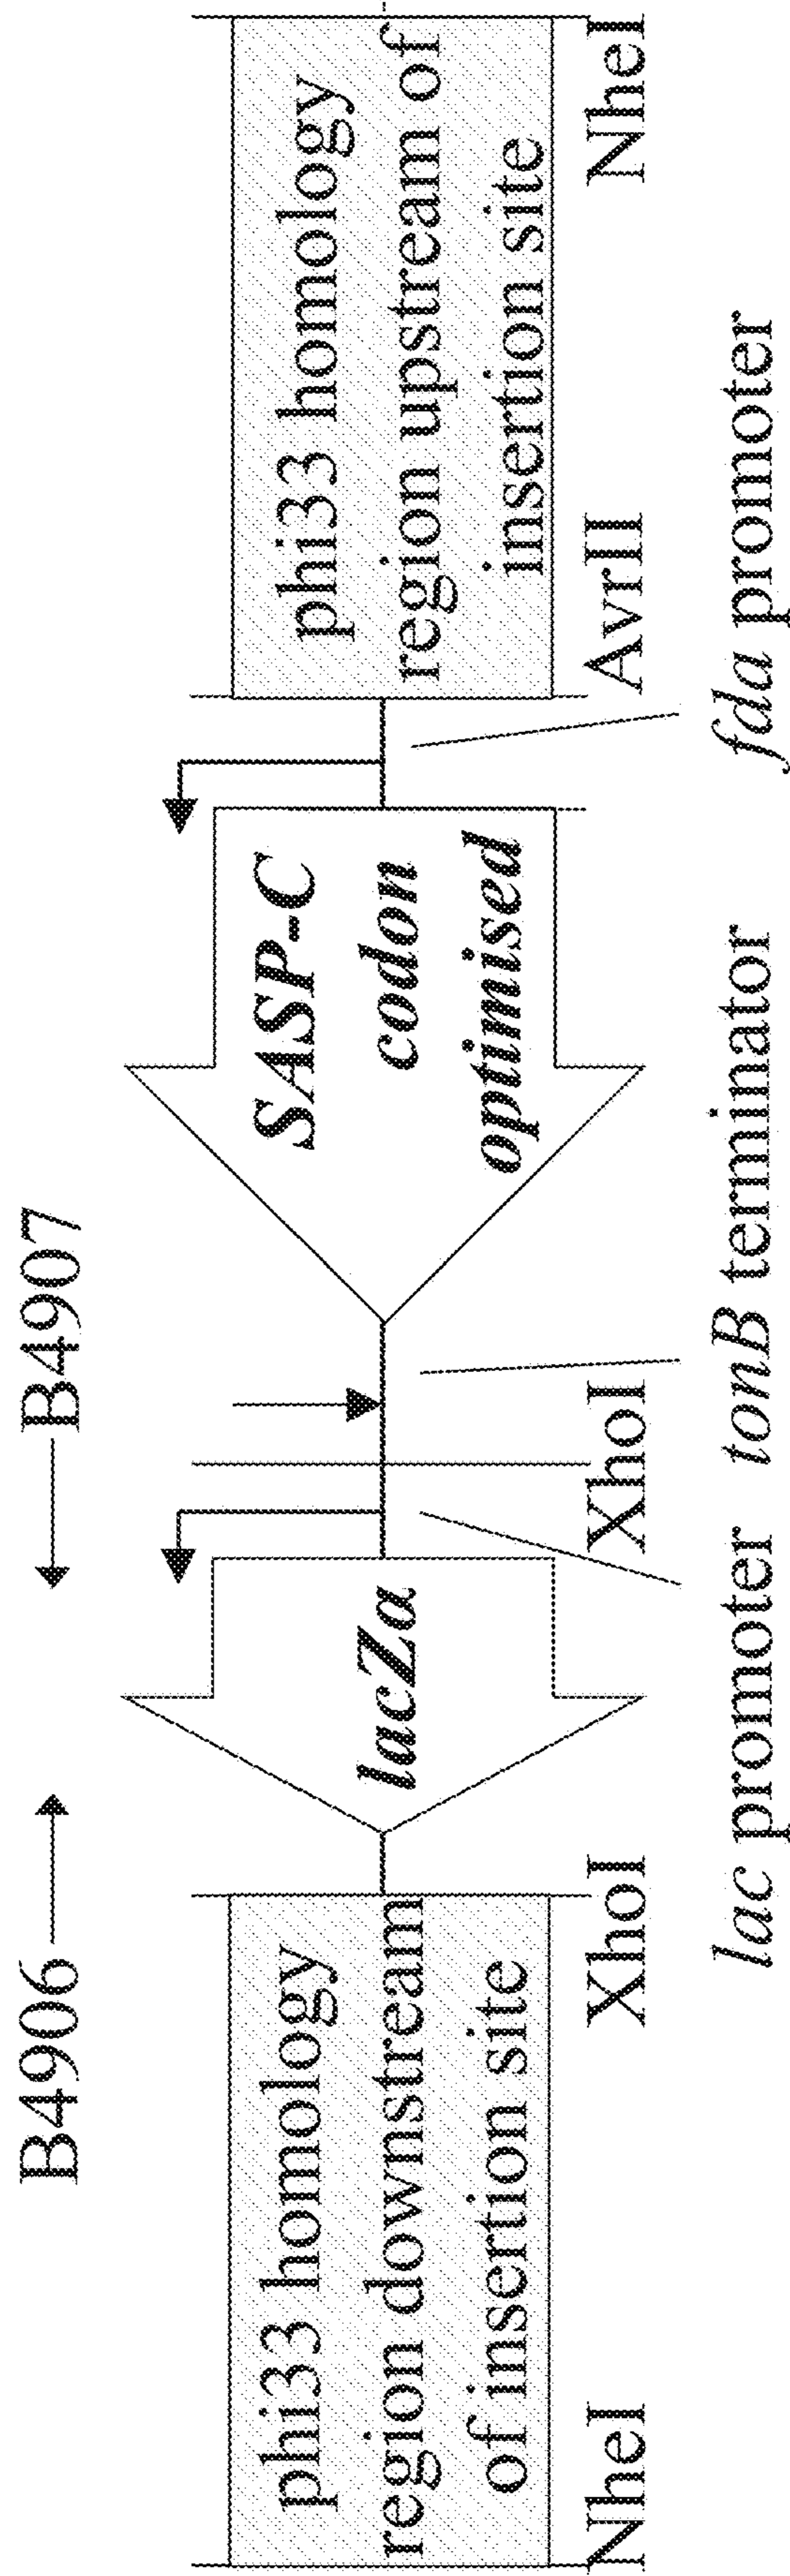 B4906
B4907
phi33 homology
region downstream
of insertion site
lacZa
SASP-C
codon
optimised
phi33 homology
region upstream of
insertion site
NheI
XhoI
XhoI
AvrII
NheI
lac promoter
tonB terminator
fda promoter